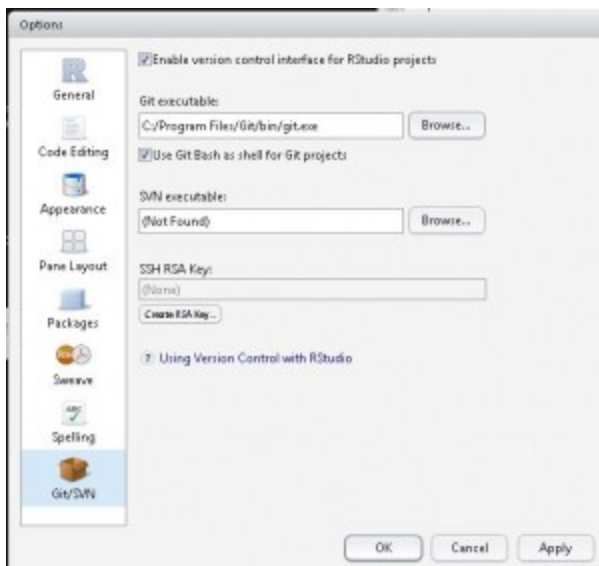 Options
General
Code Editing
Appearance
Pane Layout
Packages
Sweave
Spelling
Git/SVN
Enable version control interface for RStudio projects
Git executable:
C:/Program Files/Git/bin/git.exe
Browse...
Use Git Bash as shell for Git projects
SVN executable:
(Not Found)
Browse...
SSH RSA Key:
(None)
Create RSA Key...
? Using Version Control with RStudio
OK
Cancel
Apply